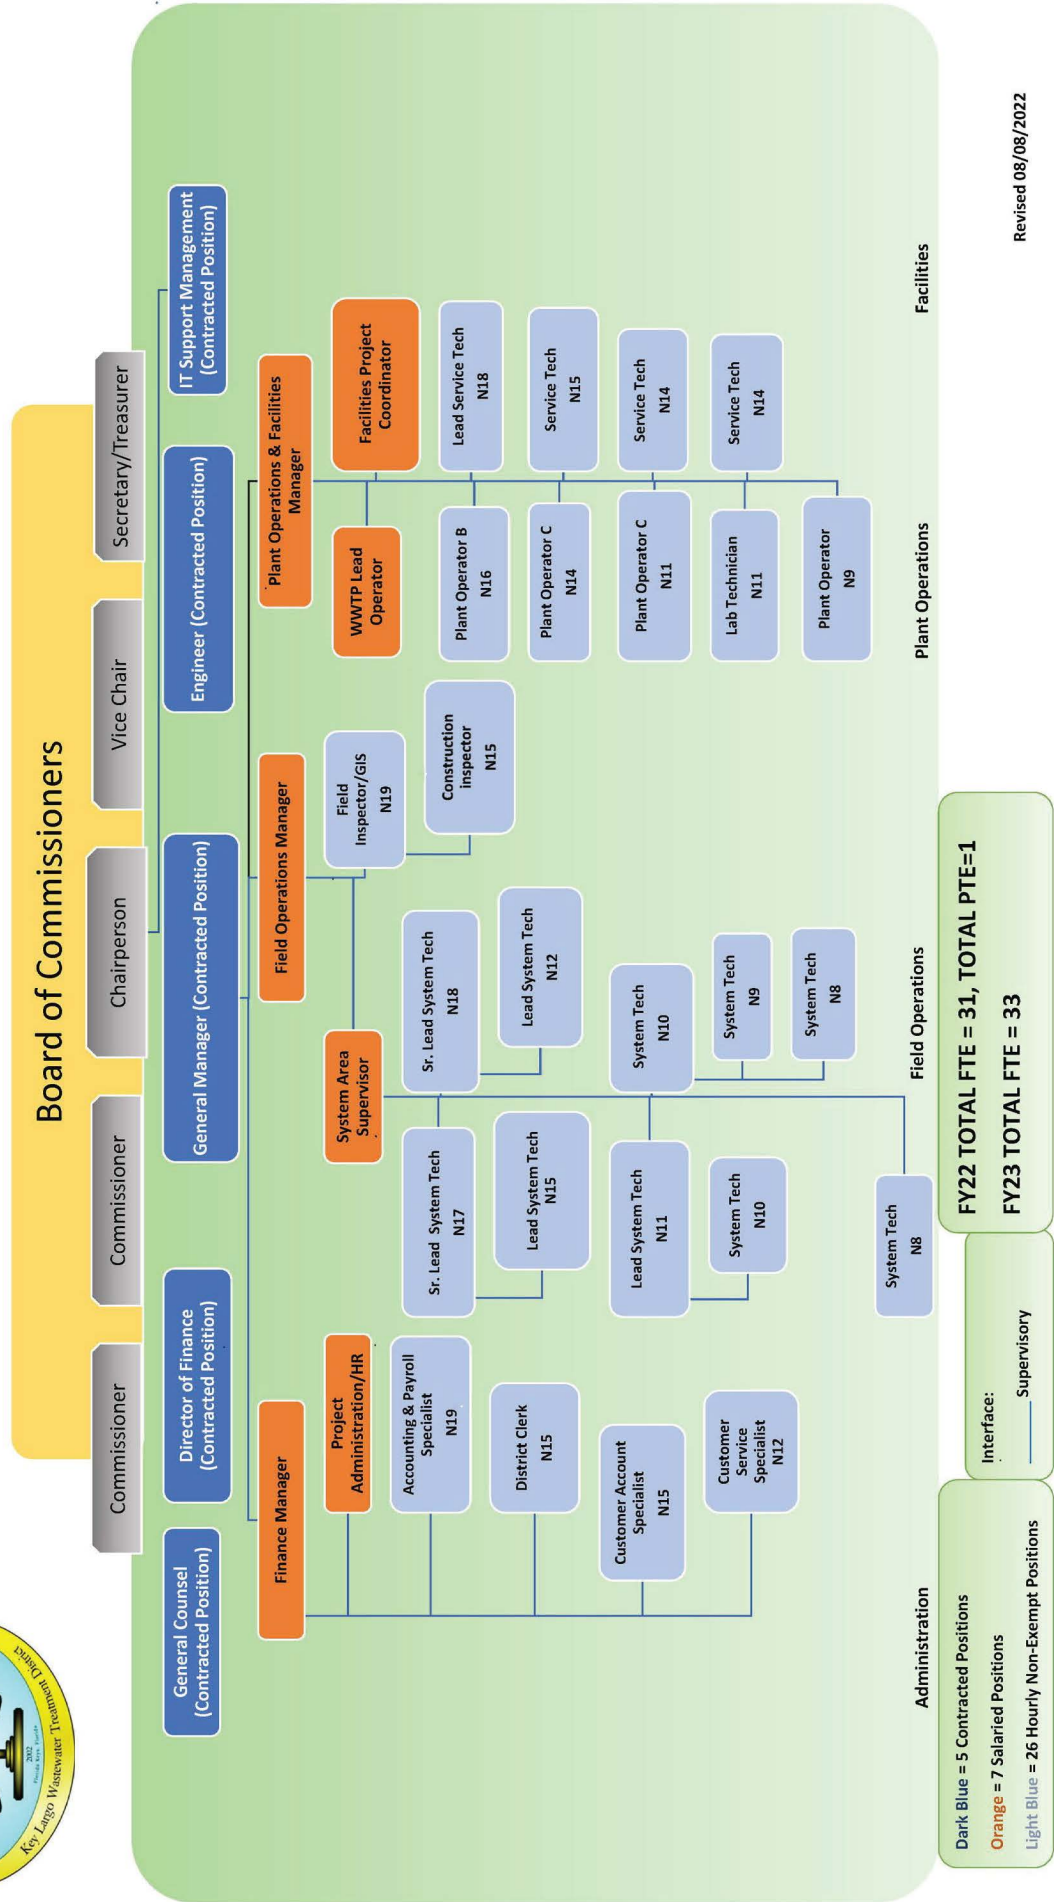 Key Largo Wastewater Treatment District
2002
Florida Keys, Florida
Board of Commissioners
Commissioner
Commissioner
Chairperson
Vice Chair
Secretary/Treasurer
General Counsel
(Contracted Position)
Director of Finance
(Contracted Position)
General Manager (Contracted Position)
Engineer (Contracted Position)
IT Support Management
(Contracted Position)
Finance Manager
Project
Administration/HR
Accounting & Payroll
Specialist
N19
District Clerk
N15
Customer Account
Specialist
N15
Customer
Service
Specialist
N12
Administration
Field Operations Manager
System Area
Supervisor
Field
Inspector/GIS
N19
Construction
inspector
N15
Sr. Lead System Tech
N17
Sr. Lead System Tech
N18
Lead System Tech
N15
Lead System Tech
N12
Lead System Tech
N11
System Tech
N10
System Tech
N10
System Tech
N9
System Tech
N8
System Tech
N8
Field Operations
Plant Operations & Facilities
Manager
WWTP Lead
Operator
Facilities Project
Coordinator
Plant Operator B
N16
Lead Service Tech
N18
Plant Operator C
N14
Service Tech
N15
Plant Operator C
N11
Service Tech
N14
Lab Technician
N11
Service Tech
N14
Plant Operator
N9
Plant Operations
Facilities
Dark Blue = 5 Contracted Positions
Orange = 7 Salaried Positions
Light Blue = 26 Hourly Non-Exempt Positions
Interface:
Supervisory
FY22 TOTAL FTE = 31, TOTAL PTE=1
FY23 TOTAL FTE = 33
Revised 08/08/2022